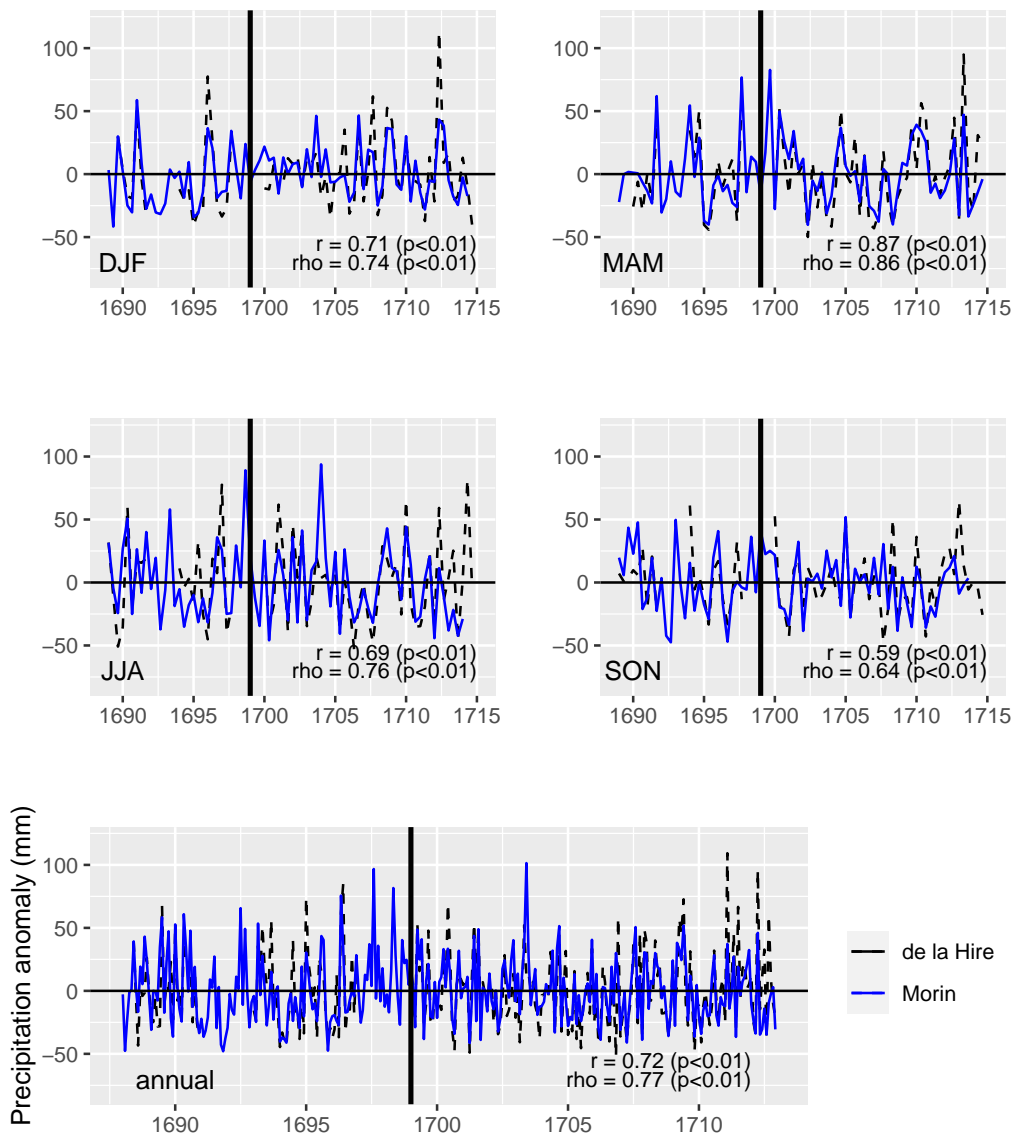 100
50
0
−50
r = 0.71 (p<0.01)
rho = 0.74 (p<0.01)
DJF
1690 1695 1700 1705 1710 1715
100
50
0
−50
r = 0.87 (p<0.01)
rho = 0.86 (p<0.01)
MAM
1690 1695 1700 1705 1710 1715
100
50
0
−50
r = 0.69 (p<0.01)
rho = 0.76 (p<0.01)
JJA
1690 1695 1700 1705 1710 1715
100
50
0
−50
r = 0.59 (p<0.01)
rho = 0.64 (p<0.01)
SON
1690 1695 1700 1705 1710 1715
Precipitation anomaly (mm)
100
50
0
−50
r = 0.72 (p<0.01)
rho = 0.77 (p<0.01)
annual
1690 1695 1700 1705 1710
de la Hire
Morin